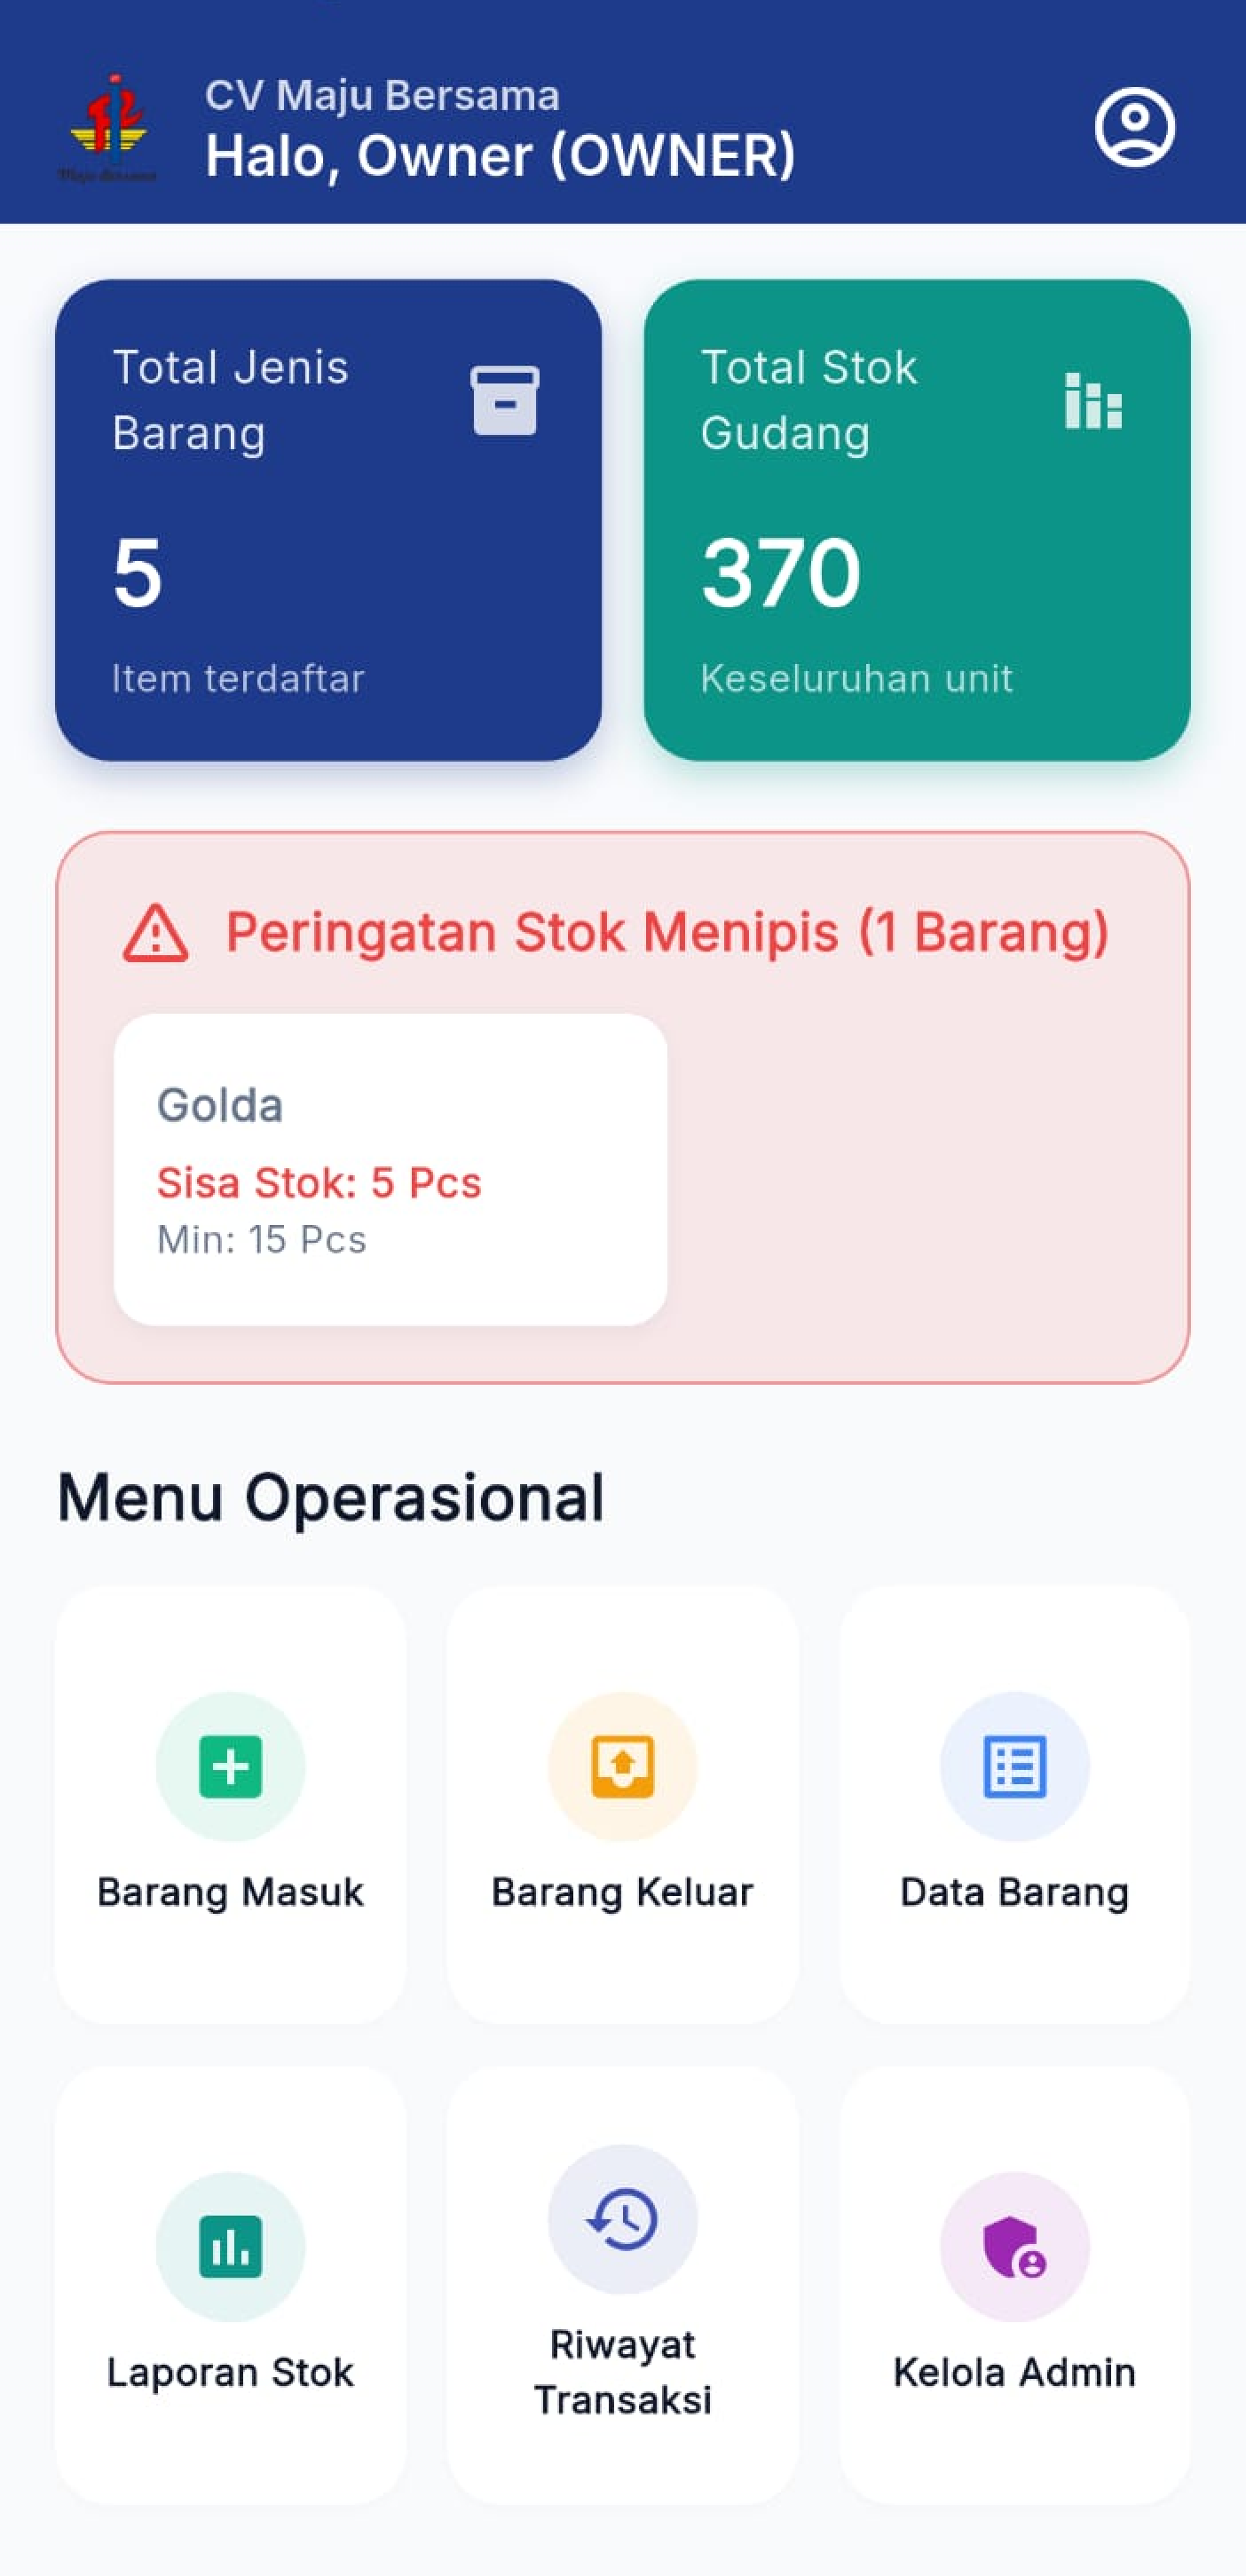 CV Maju Bersama
Halo, Owner (OWNER)
Maju Bersama
Total Jenis
Barang
5
Item terdaftar
Total Stok
Gudang
370
Keseluruhan unit
Peringatan Stok Menipis (1 Barang)
Golda
Sisa Stok: 5 Pcs
Min: 15 Pcs
Menu Operasional
Barang Masuk
Barang Keluar
Data Barang
Laporan Stok
Riwayat
Transaksi
Kelola Admin